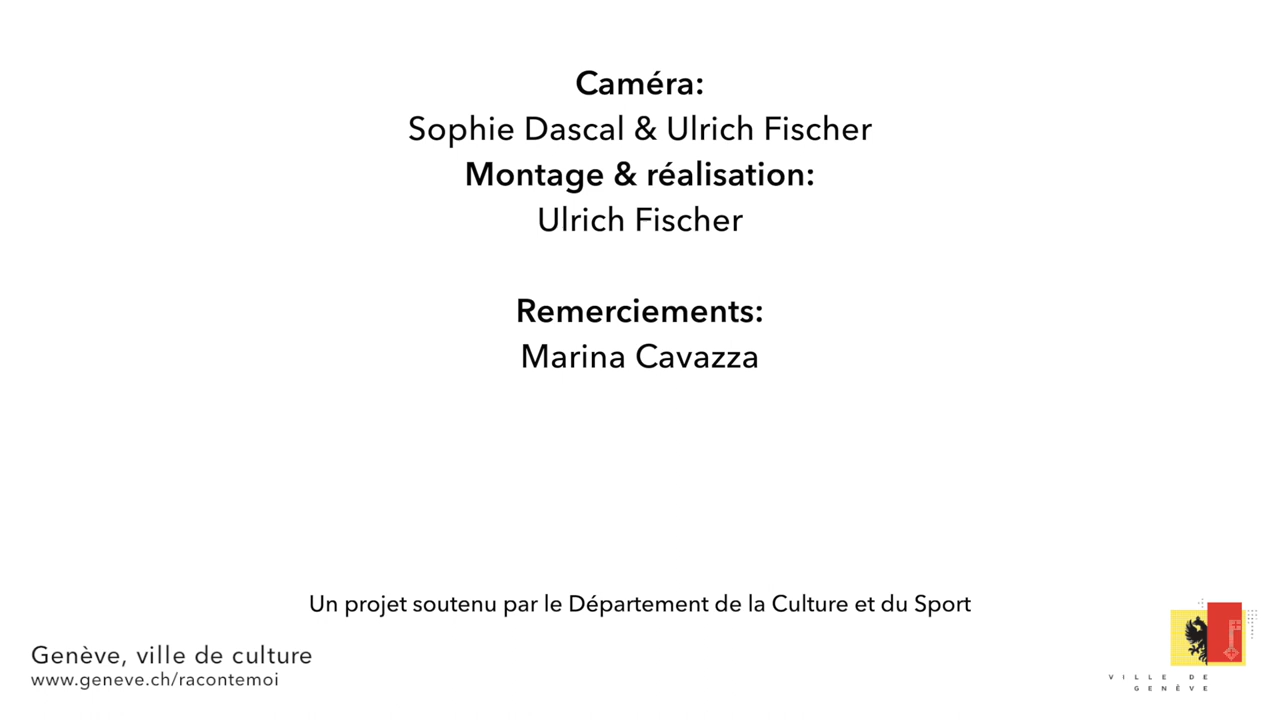 Caméra:
Sophie Dascal & Ulrich Fischer
Montage & réalisation:
Ulrich Fischer
Remerciements:
Marina Cavazza
Un projet soutenu par le Département de la Culture et du Sport
Genève, ville de culture
www.geneve.ch/racontemoi
VILLE DE
GENÈVE